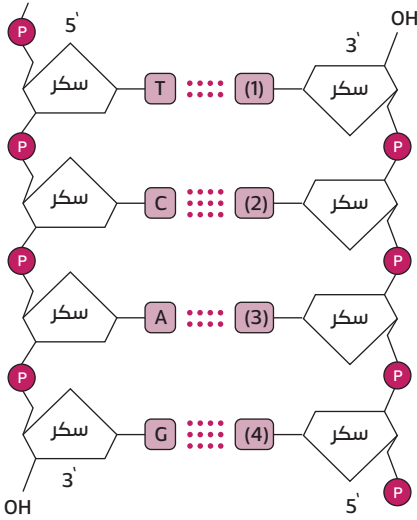 OH
P 5` 3`
سكر T (1) سكر
P P
سكر C (2) سكر
P P
سكر A (3) سكر
P P
سكر G (4) سكر
3` 5` P
OH